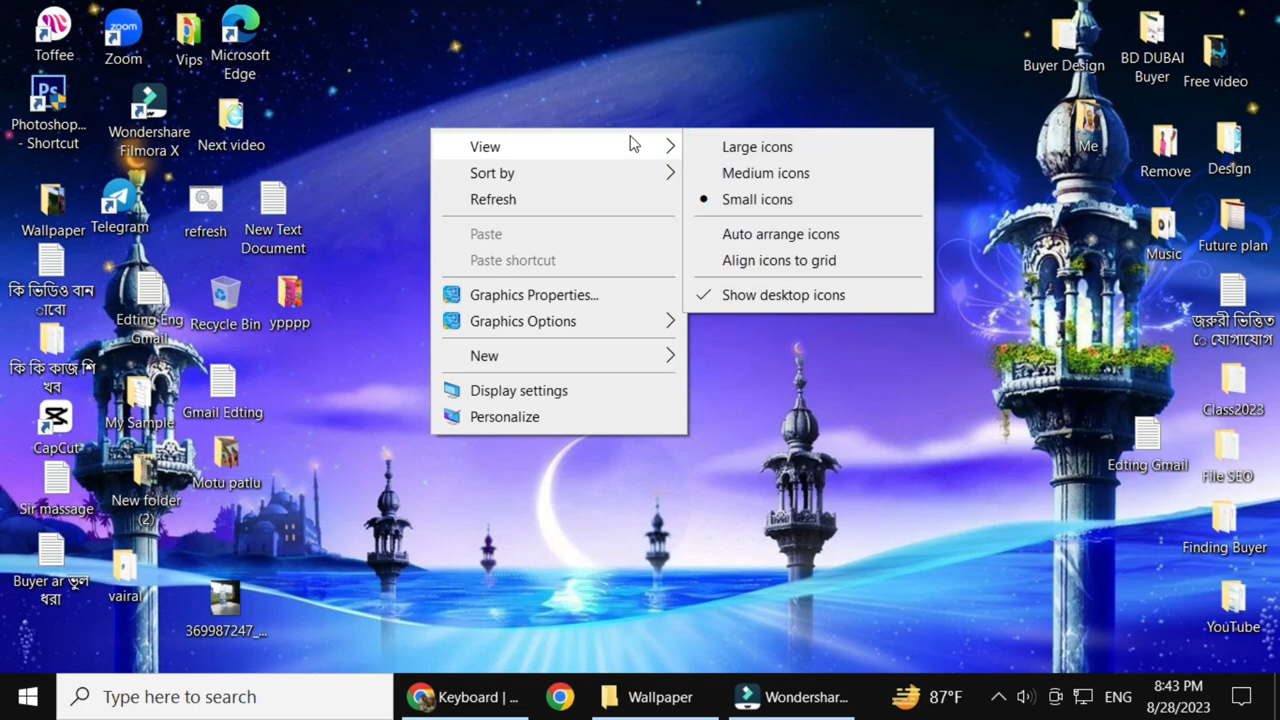 Toffee
Zoom
Vips
Microsoft
Edge
Photoshop...
- Shortcut
Wondershare
Filmora X
Next video
Wallpaper
Telegram
refresh
New Text
Document
কি ভিডিও বান
াবো
Edting Eng
Gmail
Recycle Bin
ypppp
কি কি কাজ শি
খব
My Sample
Gmail Edting
CapCut
Sir massage
New folder
(2)
Motu patlu
Buyer ar ভুল
ধরা
vairal
369987247_...
View
Sort by
Refresh
Paste
Paste shortcut
Graphics Properties...
Graphics Options
New
Display settings
Personalize
Large icons
Medium icons
Small icons
Auto arrange icons
Align icons to grid
Show desktop icons
Buyer Design
BD DUBAI
Buyer
Free video
Me
Remove
Design
Music
Future plan
জরুরী ভিত্তিত
ে যোগাযোগ
Class2023
Edting Gmail
File SEO
Finding Buyer
YouTube
Type here to search
Keyboard | ...
Wallpaper
Wondershar...
87°F
ENG
8:43 PM
8/28/2023